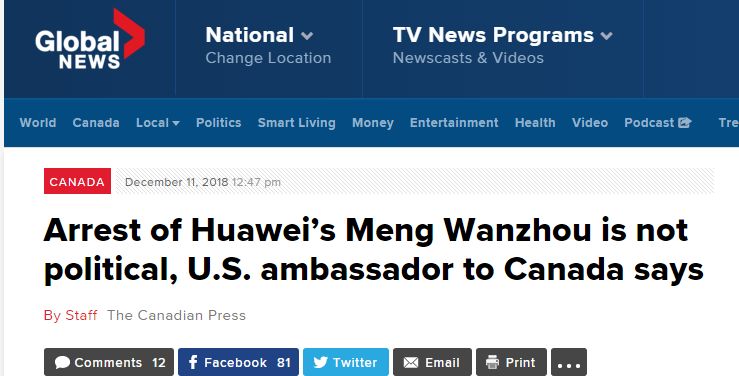 Global
NEWS
National
Change Location
TV News Programs
Newscasts & Videos
World Canada Local Politics Smart Living Money Entertainment Health Video Podcast Tre
CANADA December 11, 2018 12:47 pm
Arrest of Huawei's Meng Wanzhou is not
political, U.S. ambassador to Canada says
By Staff The Canadian Press
Comments 12 Facebook 81 Twitter Email Print ...